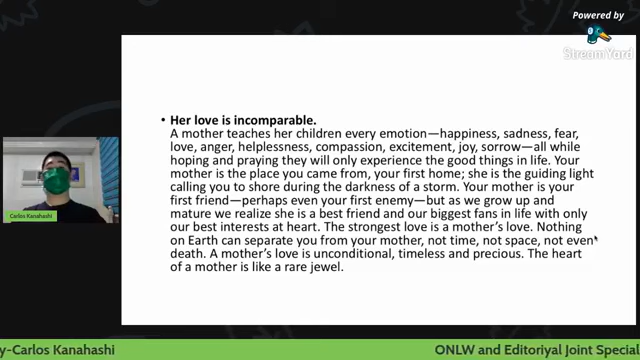 Powered by
StreamYard
• Her love is incomparable.
A mother teaches her children every emotion—happiness, sadness, fear,
love, anger, helplessness, compassion, excitement, joy, sorrow—all while
hoping and praying they will only experience the good things in life. Your
mother is the place you came from, your first home; she is the guiding light
calling you to shore during the darkness of a storm. Your mother is your
first friend—perhaps even your first enemy—but as we grow up and
mature we realize she is a best friend and our biggest fans in life with only
our best interests at heart. The strongest love is a mother's love. Nothing
on Earth can separate you from your mother, not time, not space, not even
death. A mother's love is unconditional, timeless and precious. The heart
of a mother is like a rare jewel.
Carlos Kanahashi
y-Carlos Kanahashi
ONLW and Editoriyal Joint Special